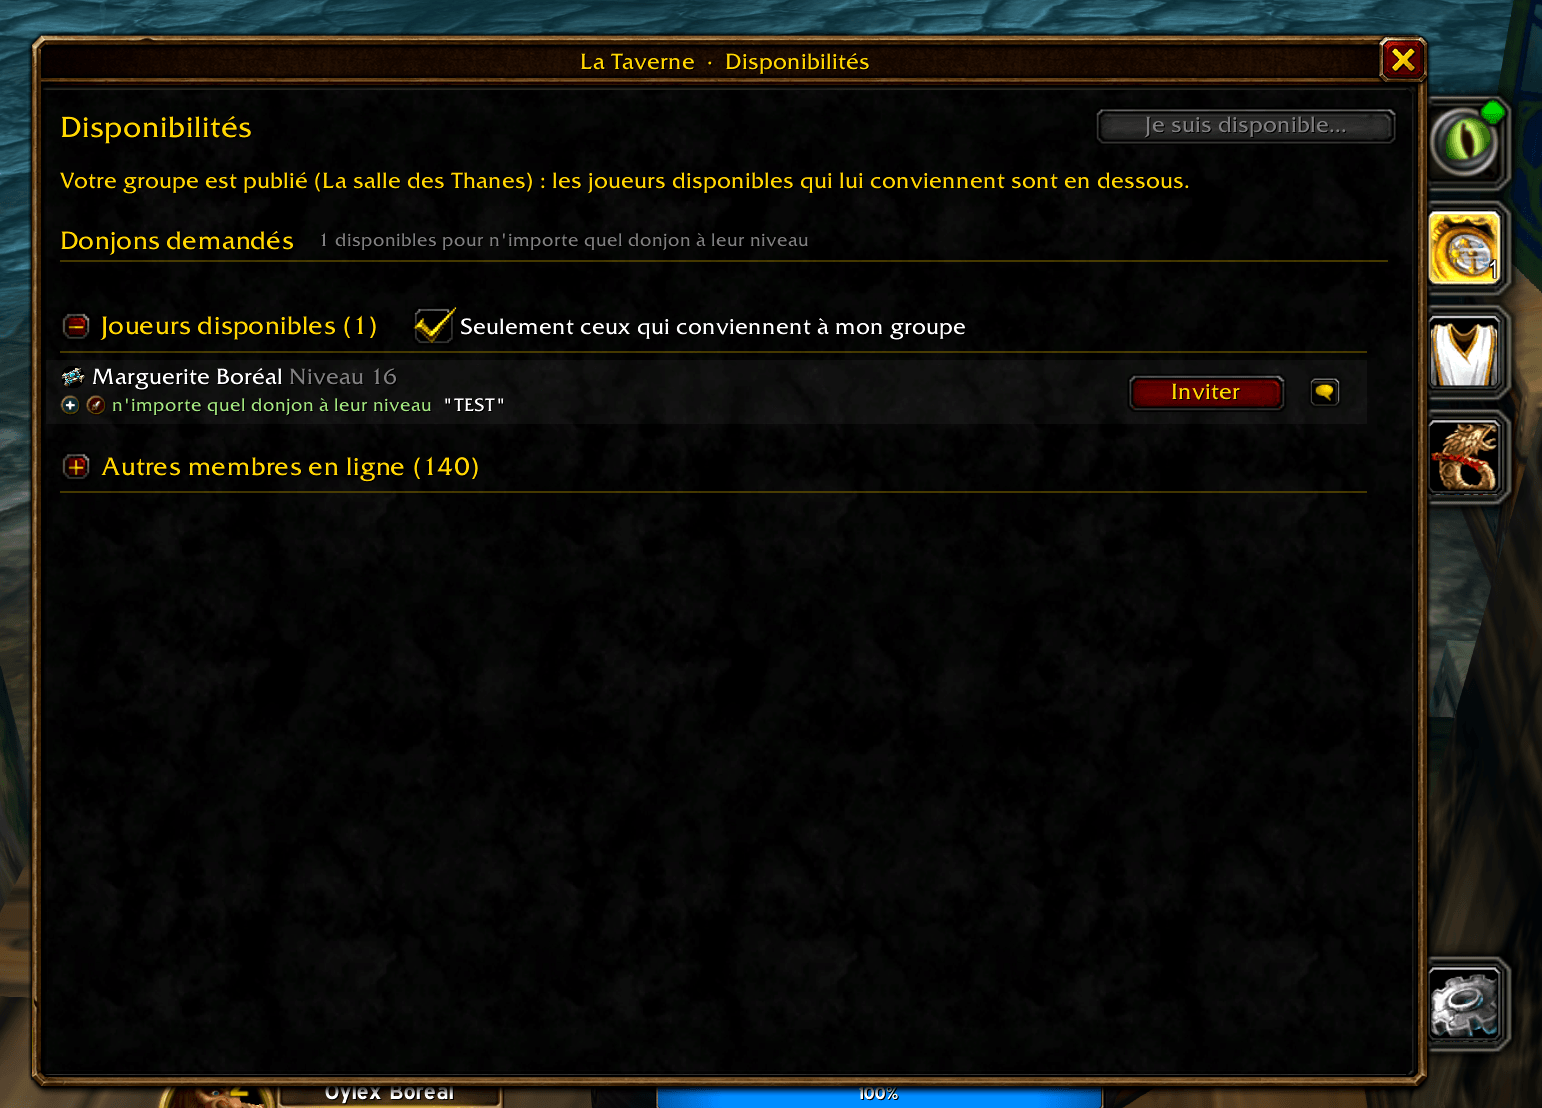 La Taverne · Disponibilités
Disponibilités
Je suis disponible...
Votre groupe est publié (La salle des Thanes) : les joueurs disponibles qui lui conviennent sont en dessous.
Donjons demandés 1 disponibles pour n'importe quel donjon à leur niveau
1
Joueurs disponibles (1) Seulement ceux qui conviennent à mon groupe
Marguerite Boréal Niveau 16
Inviter
n'importe quel donjon à leur niveau "TEST"
Autres membres en ligne (140)
Oylex Boréal
100%